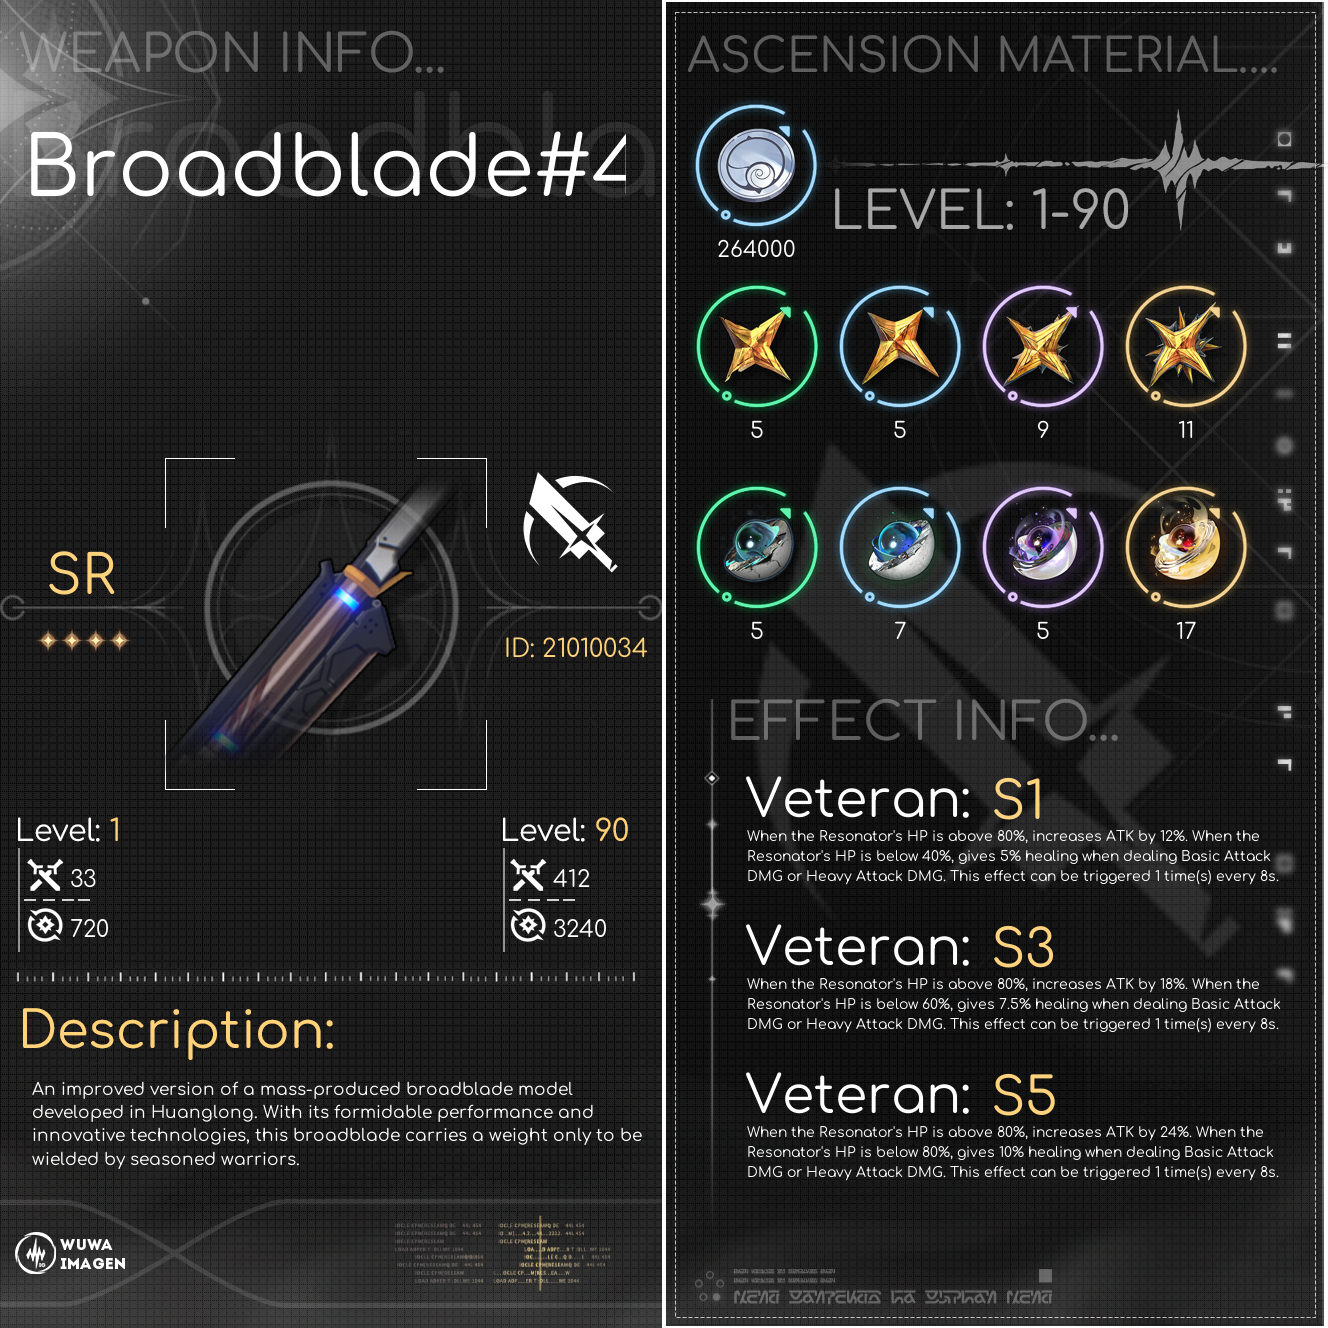 WEAPON INFO...
Broadblade#4
SR
ID: 21010034
Level: 1
33
720
Level: 90
412
3240
Description:
An improved version of a mass-produced broadblade model
developed in Huanglong. With its formidable performance and
innovative technologies, this broadblade carries a weight only to be
wielded by seasoned warriors.
WUWA
IMAGEN
ASCENSION MATERIAL....
LEVEL: 1-90
264000
5 5 9 11
5 7 5 17
EFFECT INFO...
Veteran: S1
When the Resonator's HP is above 80%, increases ATK by 12%. When the
Resonator's HP is below 40%, gives 5% healing when dealing Basic Attack
DMG or Heavy Attack DMG. This effect can be triggered 1 time(s) every 8s.
Veteran: S3
When the Resonator's HP is above 80%, increases ATK by 18%. When the
Resonator's HP is below 60%, gives 7.5% healing when dealing Basic Attack
DMG or Heavy Attack DMG. This effect can be triggered 1 time(s) every 8s.
Veteran: S5
When the Resonator's HP is above 80%, increases ATK by 24%. When the
Resonator's HP is below 80%, gives 10% healing when dealing Basic Attack
DMG or Heavy Attack DMG. This effect can be triggered 1 time(s) every 8s.